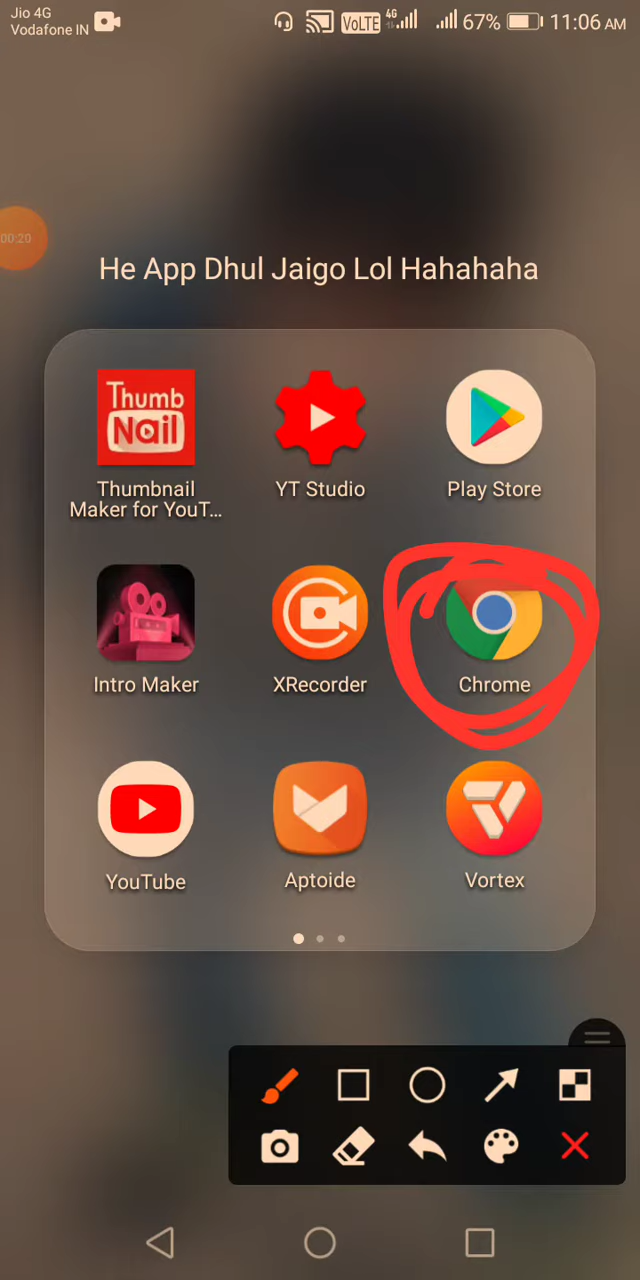 Jio 4G
Vodafone IN
VoLTE 4G 67% 11:06 AM
00:20
He App Dhul Jaigo Lol Hahahaha
Thumb
Nail
Thumbnail
Maker for YouT...
YT Studio
Play Store
Intro Maker
XRecorder
Chrome
YouTube
Aptoide
Vortex